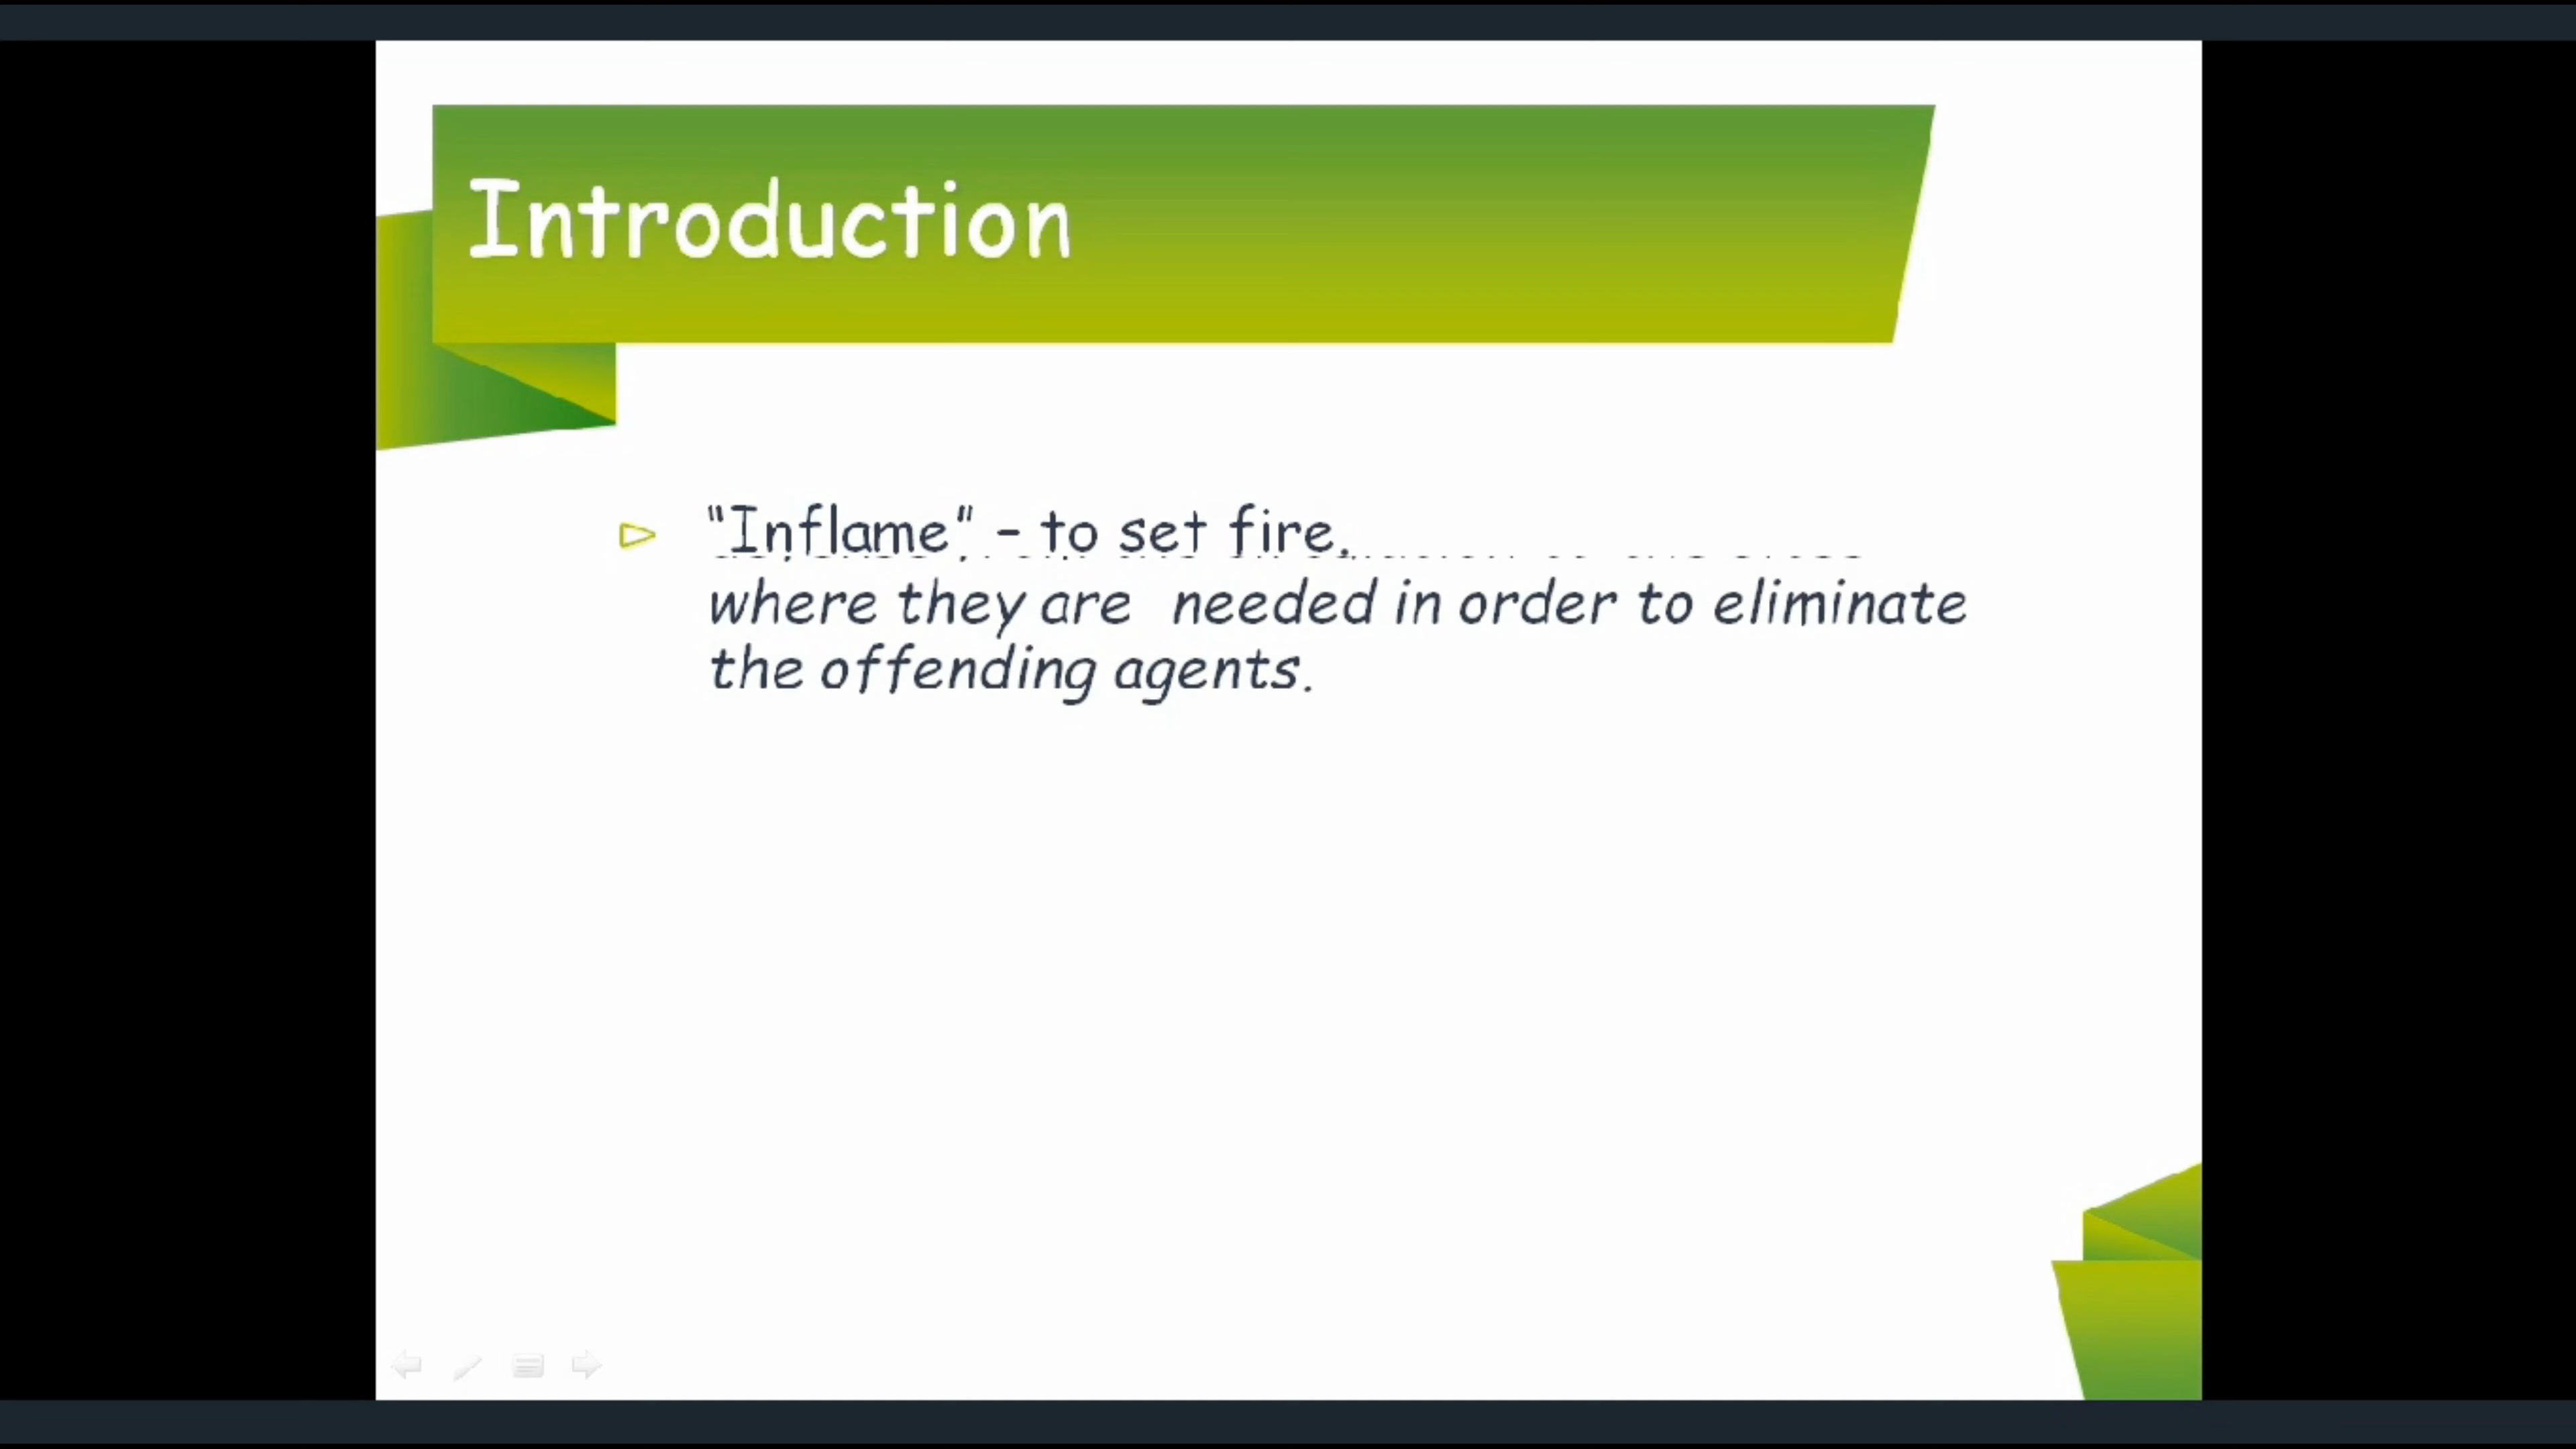 Introduction
"Inflame" – to set fire.
where they are needed in order to eliminate
the offending agents.